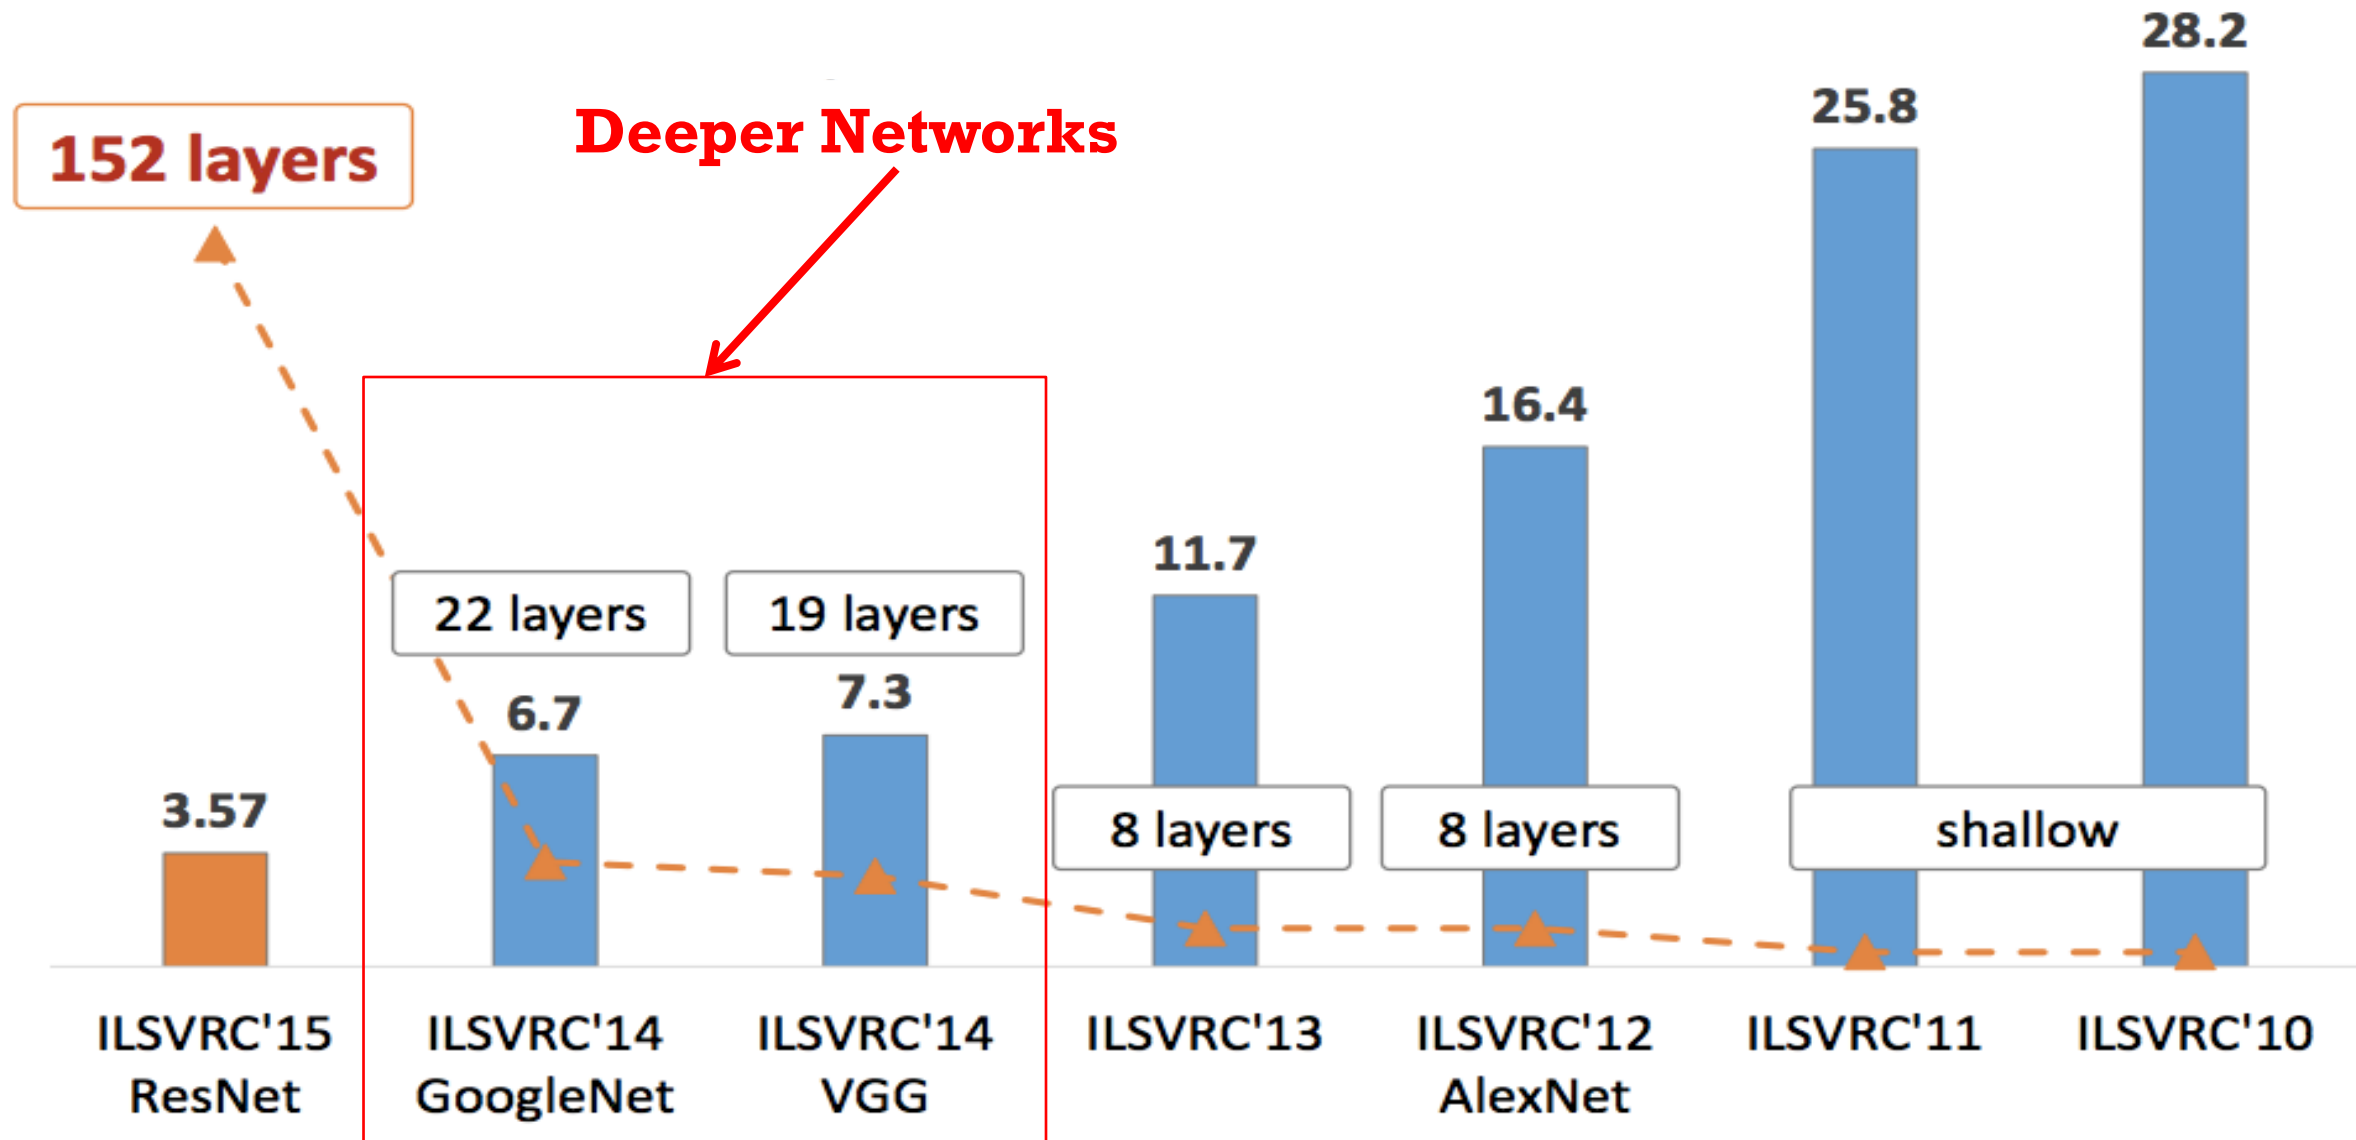 28.2
25.8
Deeper Networks
152 layers
16.4
11.7
22 layers
19 layers
7.3
6.7
3.57
8 layers
8 layers
shallow
ILSVRC'15
ResNet
ILSVRC'14
GoogleNet
ILSVRC'14
VGG
ILSVRC'13
ILSVRC'12
AlexNet
ILSVRC'11
ILSVRC'10